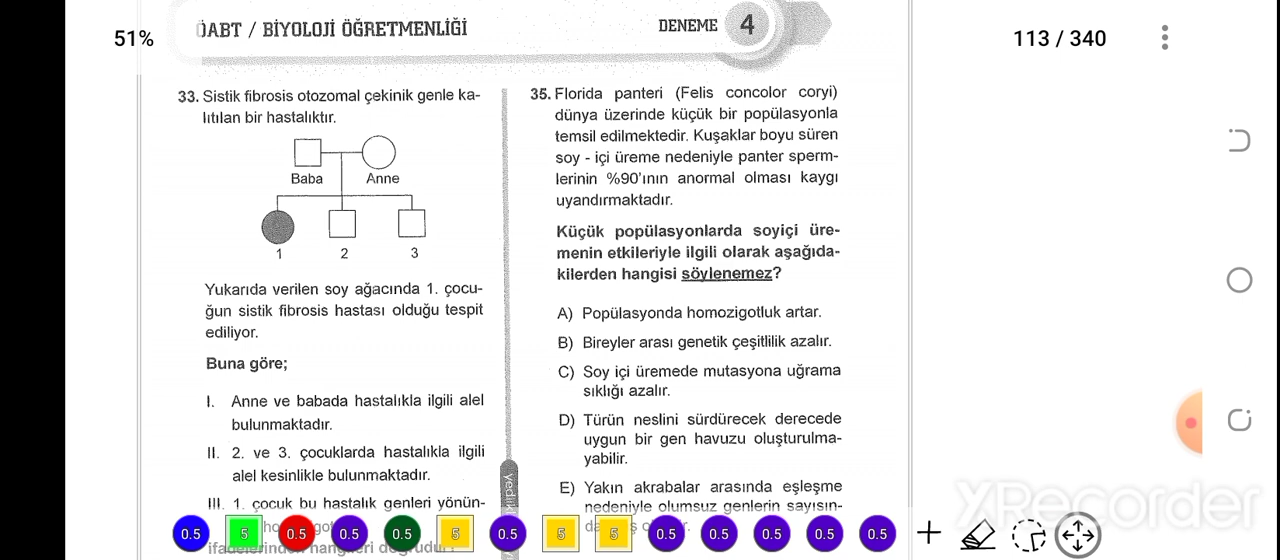 51%
ÖABT / BİYOLOJİ ÖĞRETMENLİĞİ
DENEME 4
113 / 340
33. Sistik fibrosis otozomal çekinik genle ka-
lıtılan bir hastalıktır.
Baba Anne
1 2 3
Yukarıda verilen soy ağacında 1. çocu-
ğun sistik fibrosis hastası olduğu tespit
ediliyor.
Buna göre;
I. Anne ve babada hastalıkla ilgili alel
bulunmaktadır.
II. 2. ve 3. çocuklarda hastalıkla ilgili
alel kesinlikle bulunmaktadır.
III. 1. çocuk bu hastalık genleri yönün-
35. Florida panteri (Felis concolor coryi)
dünya üzerinde küçük bir popülasyonla
temsil edilmektedir. Kuşaklar boyu süren
soy - içi üreme nedeniyle panter sperm-
lerinin %90'ının anormal olması kaygı
uyandırmaktadır.
Küçük popülasyonlarda soyiçi üre-
menin etkileriyle ilgili olarak aşağıda-
kilerden hangisi söylenemez?
A) Popülasyonda homozigotluk artar.
B) Bireyler arası genetik çeşitlilik azalır.
C) Soy içi üremede mutasyona uğrama
sıklığı azalır.
D) Türün neslini sürdürecek derecede
uygun bir gen havuzu oluşturulma-
yabilir.
E) Yakın akrabalar arasında eşleşme
nedeniyle olumsuz genlerin sayısın-
0.5 5 0.5 0.5 0.5 5 0.5 5 5 0.5 0.5 0.5 0.5 0.5
XRecorder